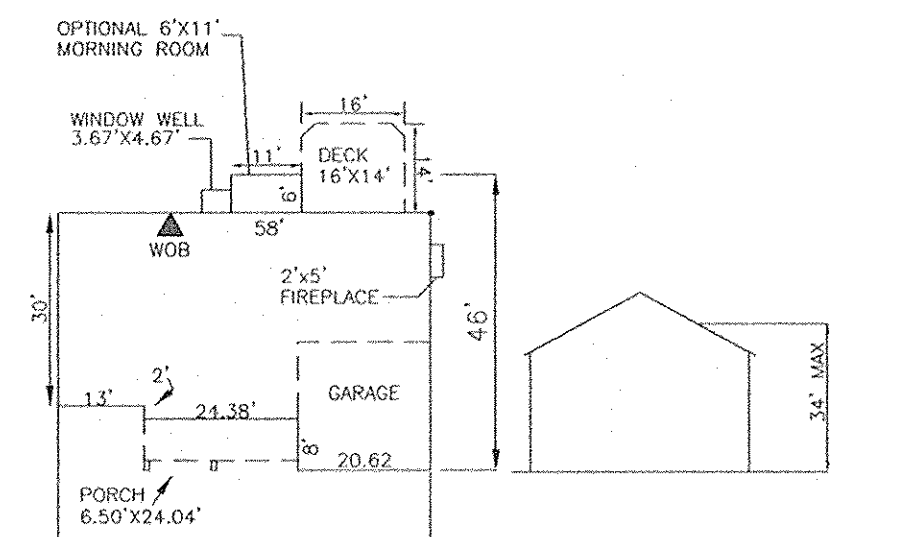 OPTIONAL 6'X11'
MORNING ROOM
WINDOW WELL
3.67'X4.67'
16'
11'
DECK
16'X14'
14'
6'
58'
WOB
30'
2'x5'
FIREPLACE
46'
34' MAX
2'
13'
24.38'
GARAGE
8'
20.62
PORCH
6.50'X24.04'